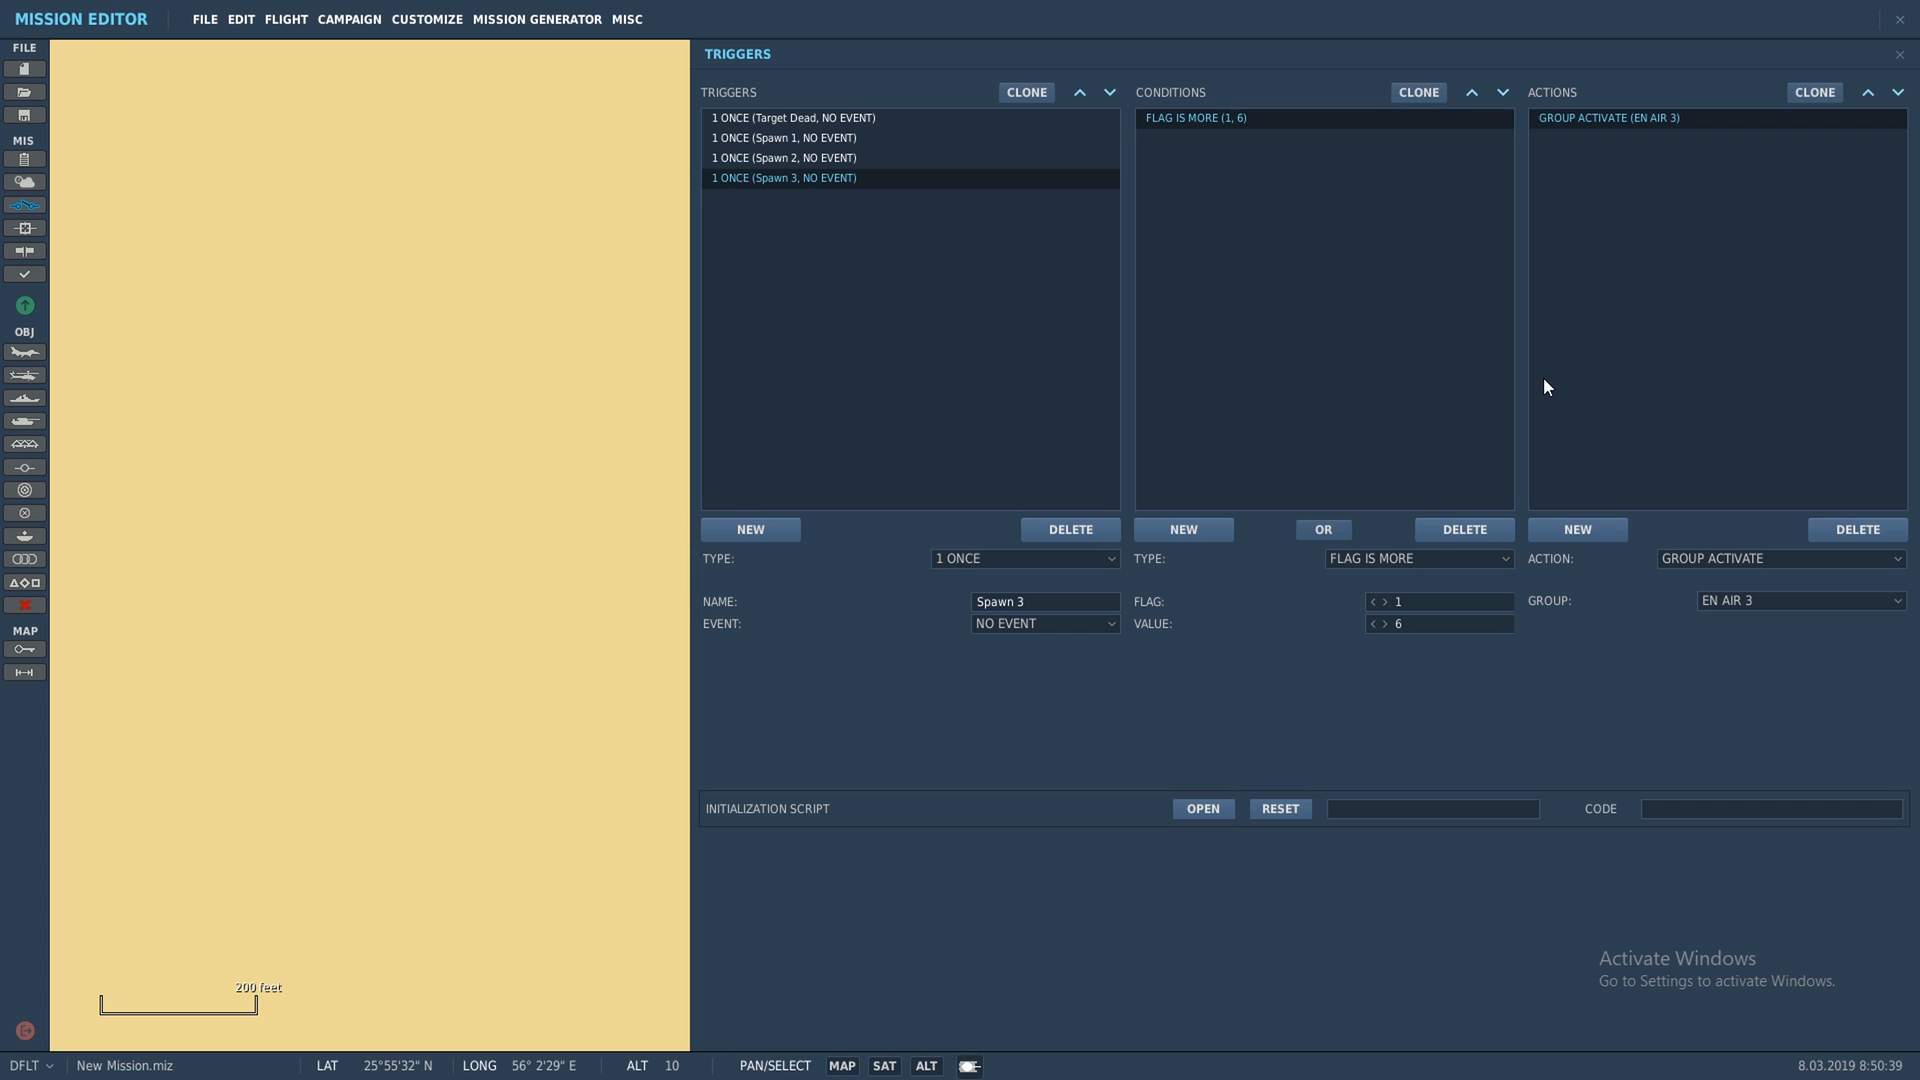 MISSION EDITOR FILE EDIT FLIGHT CAMPAIGN CUSTOMIZE MISSION GENERATOR MISC
FILE
MIS
OBJ
MAP
TRIGGERS
TRIGGERS CLONE
1 ONCE (Target Dead, NO EVENT)
1 ONCE (Spawn 1, NO EVENT)
1 ONCE (Spawn 2, NO EVENT)
1 ONCE (Spawn 3, NO EVENT)
NEW DELETE
TYPE: 1 ONCE
NAME: Spawn 3
EVENT: NO EVENT
CONDITIONS CLONE
FLAG IS MORE (1, 6)
NEW OR DELETE
TYPE: FLAG IS MORE
FLAG: < > 1
VALUE: < > 6
ACTIONS CLONE
GROUP ACTIVATE (EN AIR 3)
NEW DELETE
ACTION: GROUP ACTIVATE
GROUP: EN AIR 3
INITIALIZATION SCRIPT OPEN RESET CODE
200 feet
Activate Windows
Go to Settings to activate Windows.
DFLT New Mission.miz LAT 25°55'32" N LONG 56° 2'29" E ALT 10 PAN/SELECT MAP SAT ALT 8.03.2019 8:50:39